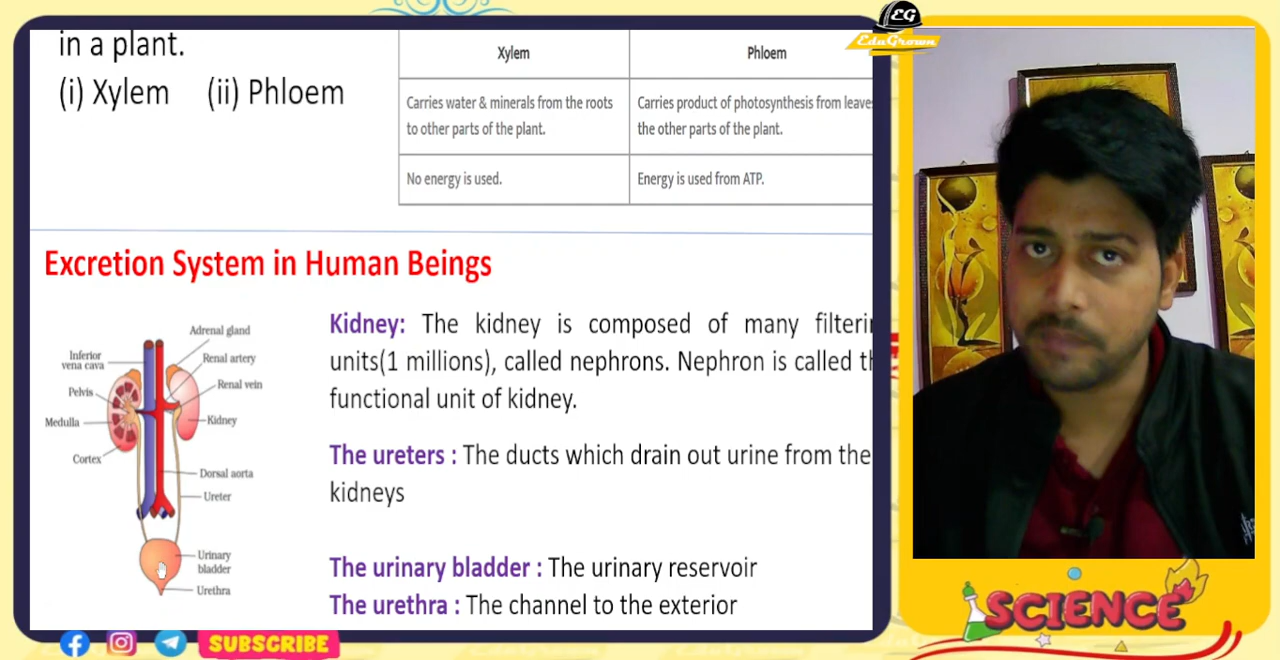 EG
EduGrown
in a plant.
(i) Xylem (ii) Phloem
Xylem Phloem
Carries water & minerals from the roots
to other parts of the plant.
Carries product of photosynthesis from leave
the other parts of the plant.
No energy is used. Energy is used from ATP.
Excretion System in Human Beings
Adrenal gland
Inferior
vena cava
Renal artery
Renal vein
Pelvis
Kidney
Medulla
Cortex
Dorsal aorta
Ureter
Urinary
bladder
Urethra
Kidney: The kidney is composed of many filterin
units(1 millions), called nephrons. Nephron is called th
functional unit of kidney.
The ureters : The ducts which drain out urine from the
kidneys
The urinary bladder : The urinary reservoir
The urethra : The channel to the exterior
SCIENCE
SUBSCRIBE